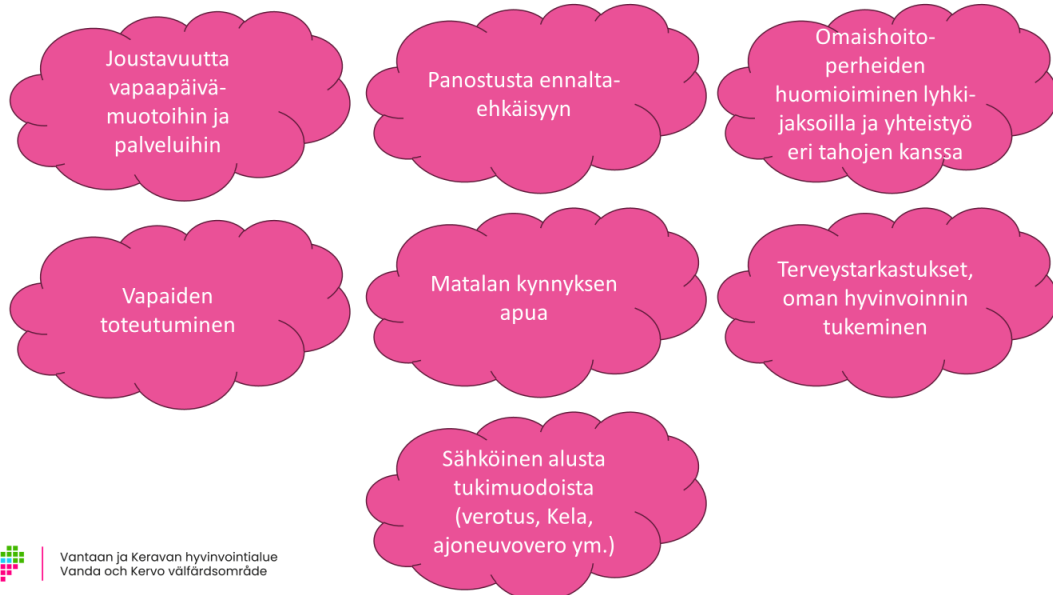 Joustavuutta
vapaapäivä-
muotoihin ja
palveluihin
Panostusta ennalta-
ehkäisyyn
Omaishoito-
perheiden
huomioiminen lyhki-
jaksoilla ja yhteistyö
eri tahojen kanssa
Vapaiden
toteutuminen
Matalan kynnyksen
apua
Terveystarkastukset,
oman hyvinvoinnin
tukeminen
Sähköinen alusta
tukimuodoista
(verotus, Kela,
ajoneuvovero ym.)
Vantaan ja Keravan hyvinvointialue
Vanda och Kervo välfärdsområde